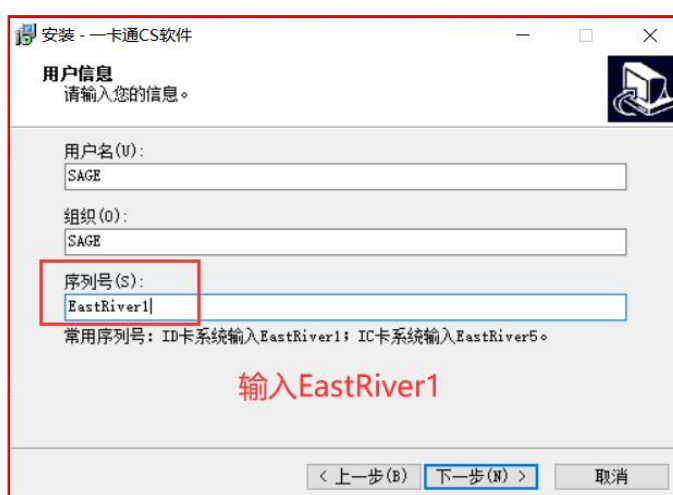 安装 - 一卡通CS软件
用户信息
请输入您的信息。
用户名(U):
SAGE
组织(O):
SAGE
序列号(S):
EastRiver1
常用序列号: ID卡系统输入EastRiver1; IC卡系统输入EastRiver5。
输入EastRiver1
< 上一步(B) 下一步(N) > 取消